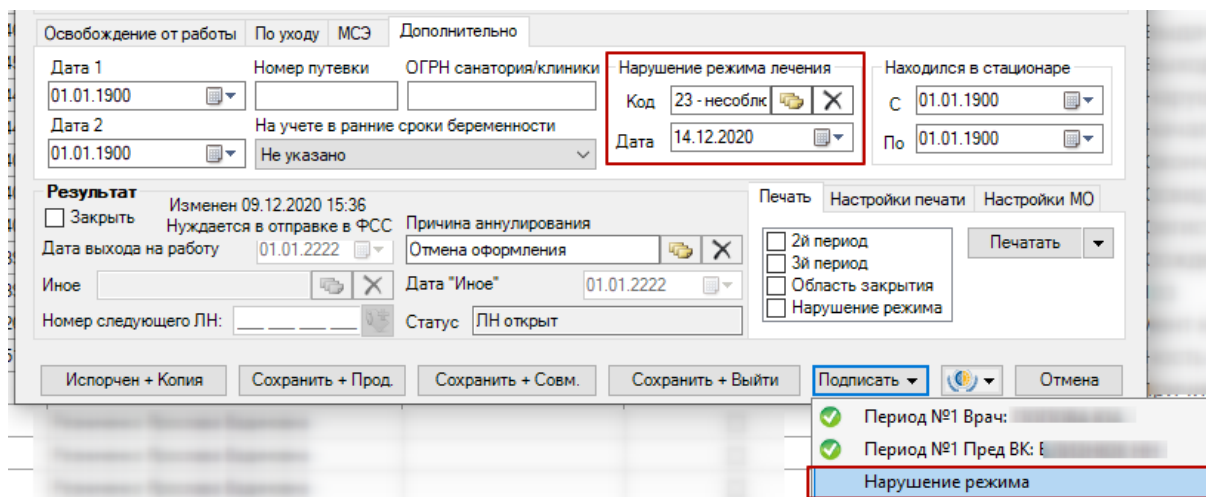 Освобождение от работы По уходу МСЭ Дополнительно
Дата 1 Номер путевки ОГРН санатория/клиники Нарушение режима лечения Находился в стационаре
01.01.1900 Код 23 - несоблк С 01.01.1900
Дата 2 На учете в ранние сроки беременности Дата 14.12.2020 По 01.01.1900
01.01.1900 Не указано
Результат Печать Настройки печати Настройки МО
Изменен 09.12.2020 15:36
Закрыть Нуждается в отправке в ФСС Причина аннулирования 2й период Печатать
Дата выхода на работу 01.01.2222 Отмена оформления 3й период
Иное Дата "Иное" 01.01.2222 Область закрытия
Нарушение режима
Номер следующего ЛН: ___ ___ ___ ___ Статус ЛН открыт
Испорчен + Копия Сохранить + Прод. Сохранить + Совм. Сохранить + Выйти Подписать Отмена
Период №1 Врач:
Период №1 Пред ВК:
Нарушение режима